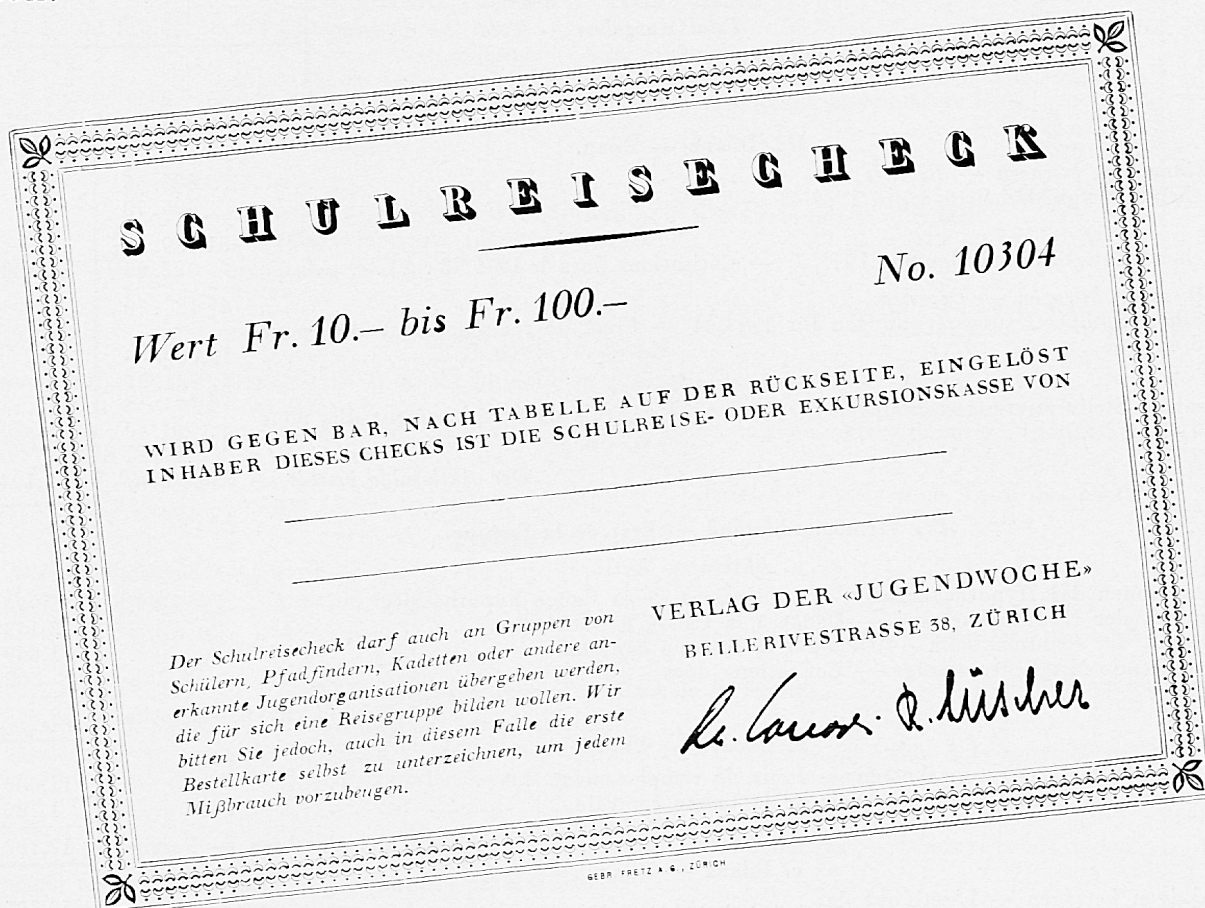 SCHULREISECHECK
No. 10304
Wert Fr. 10.– bis Fr. 100.–
WIRD GEGEN BAR, NACH TABELLE AUF DER RÜCKSEITE, EINGELÖST
INHABER DIESES CHECKS IST DIE SCHULREISE- ODER EXKURSIONSKASSE VON
Der Schulreisecheck darf auch an Gruppen von
Schülern, Pfadfindern, Kadetten oder andere an-
erkannte Jugendorganisationen übergeben werden,
die für sich eine Reisegruppe bilden wollen. Wir
bitten Sie jedoch, auch in diesem Falle die erste
Bestellkarte selbst zu unterzeichnen, um jedem
Mißbrauch vorzubeugen.
VERLAG DER «JUGENDWOCHE»
BELLERIVESTRASSE 38, ZÜRICH
R. Lüscher
GEBR. FRETZ A.G., ZÜRICH